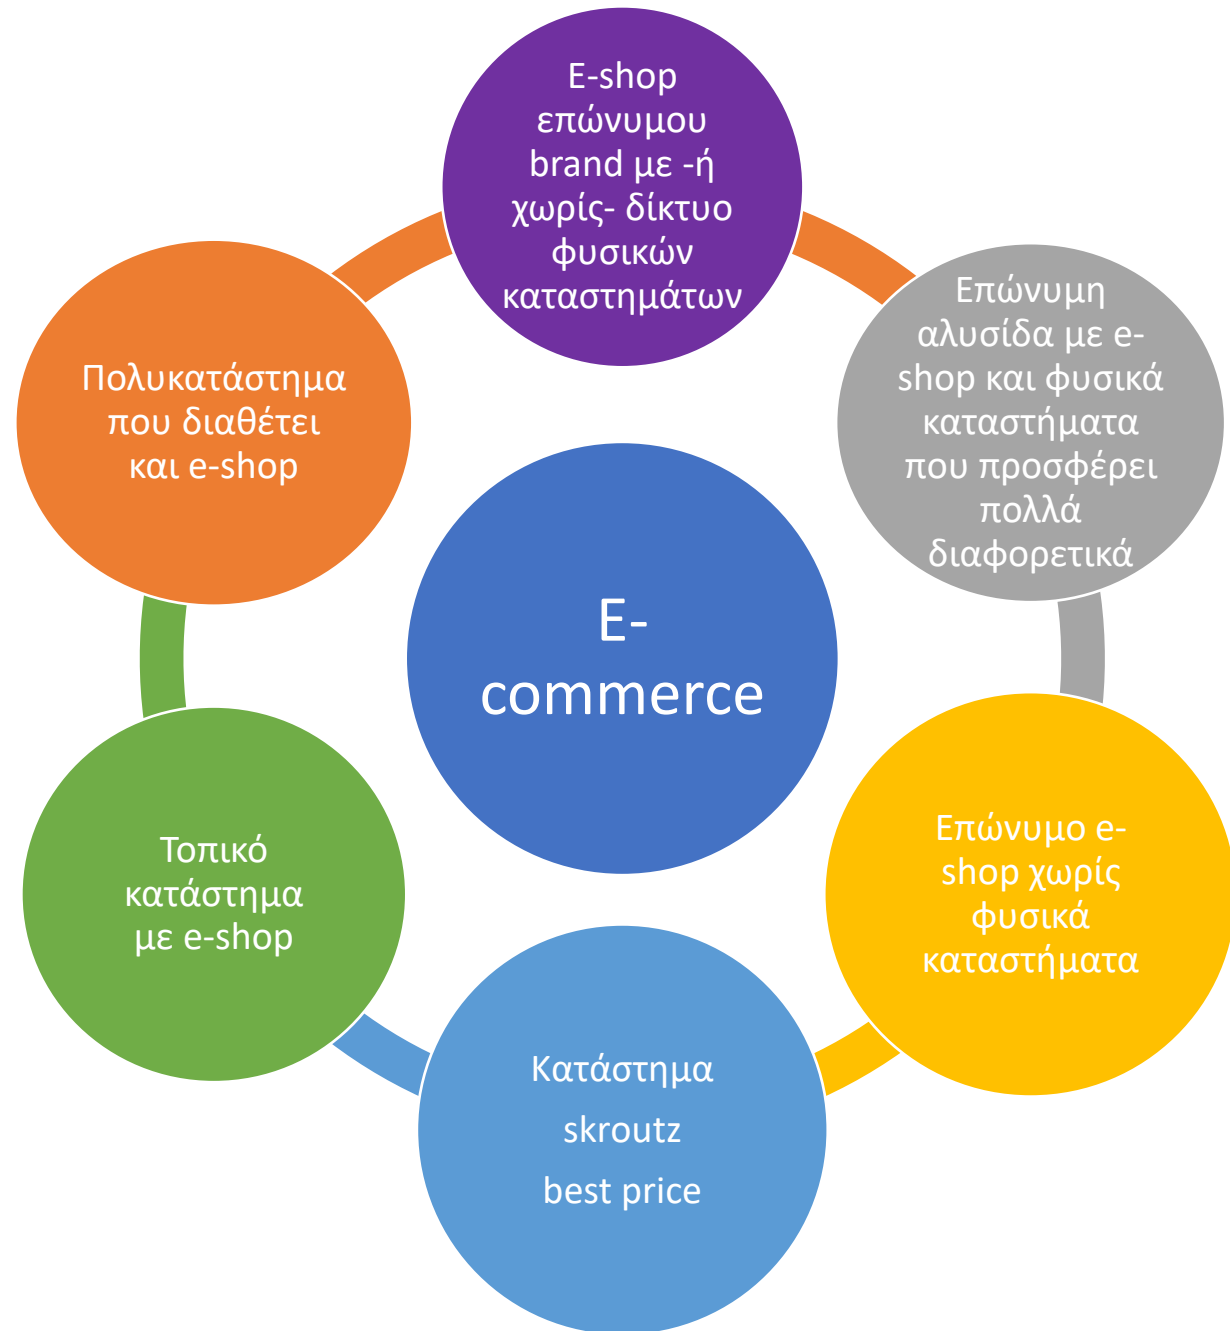 E-shop
επώνυμου
brand με -ή
χωρίς- δίκτυο
φυσικών
καταστημάτων
Επώνυμη
αλυσίδα με e-
shop και φυσικά
καταστήματα
που προσφέρει
πολλά
διαφορετικά
Πολυκατάστημα
που διαθέτει
και e-shop
E-
commerce
Τοπικό
κατάστημα
με e-shop
Επώνυμο e-
shop χωρίς
φυσικά
καταστήματα
Κατάστημα
skroutz
best price